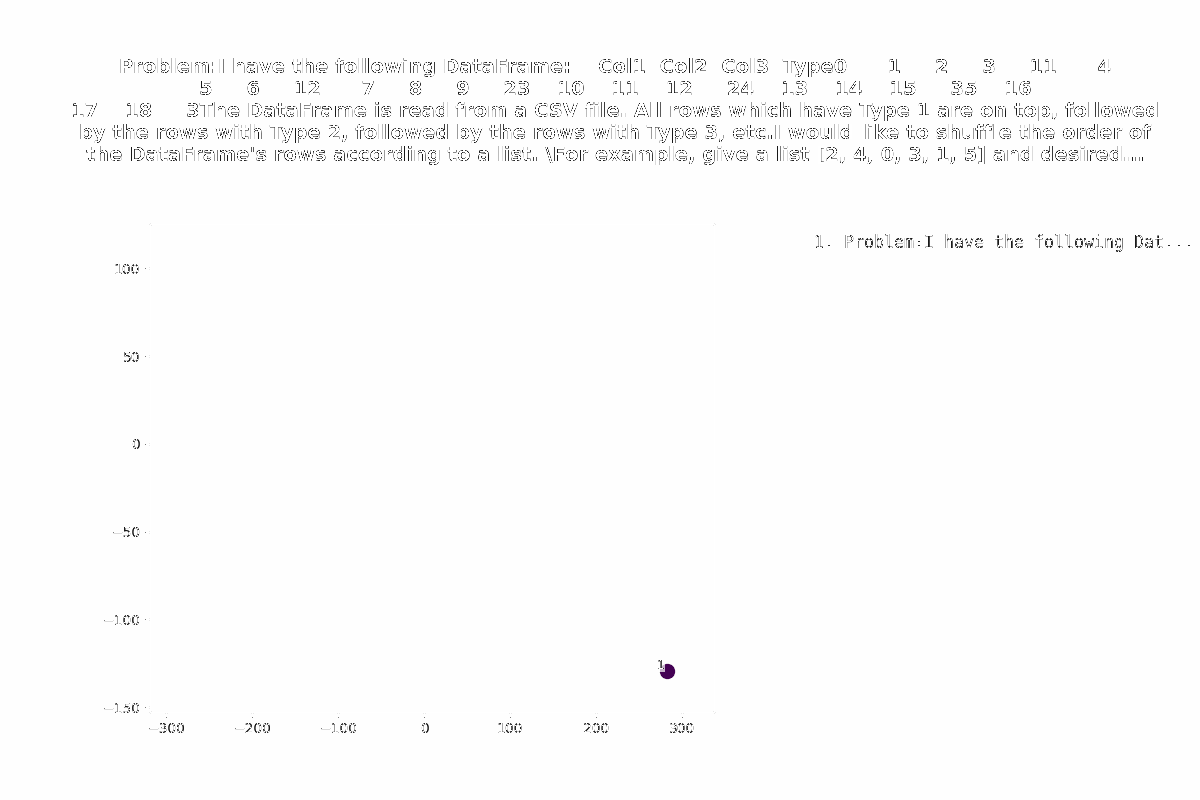 Problem:I have the following DataFrame:    Col1  Col2  Col3  Type0      1      2      3      11      4
5      6      12      7      8      9      23     10     11     12      24     13     14     15      35     16
17     18      3The DataFrame is read from a CSV file. All rows which have Type 1 are on top, followed
by the rows with Type 2, followed by the rows with Type 3, etc.I would like to shuffle the order of
the DataFrame's rows according to a list. \For example, give a list [2, 4, 0, 3, 1, 5] and desired...
1. Problem:I have the following Dat...
100
50
0
−50
−100
−150
1
−300 −200 −100 0 100 200 300